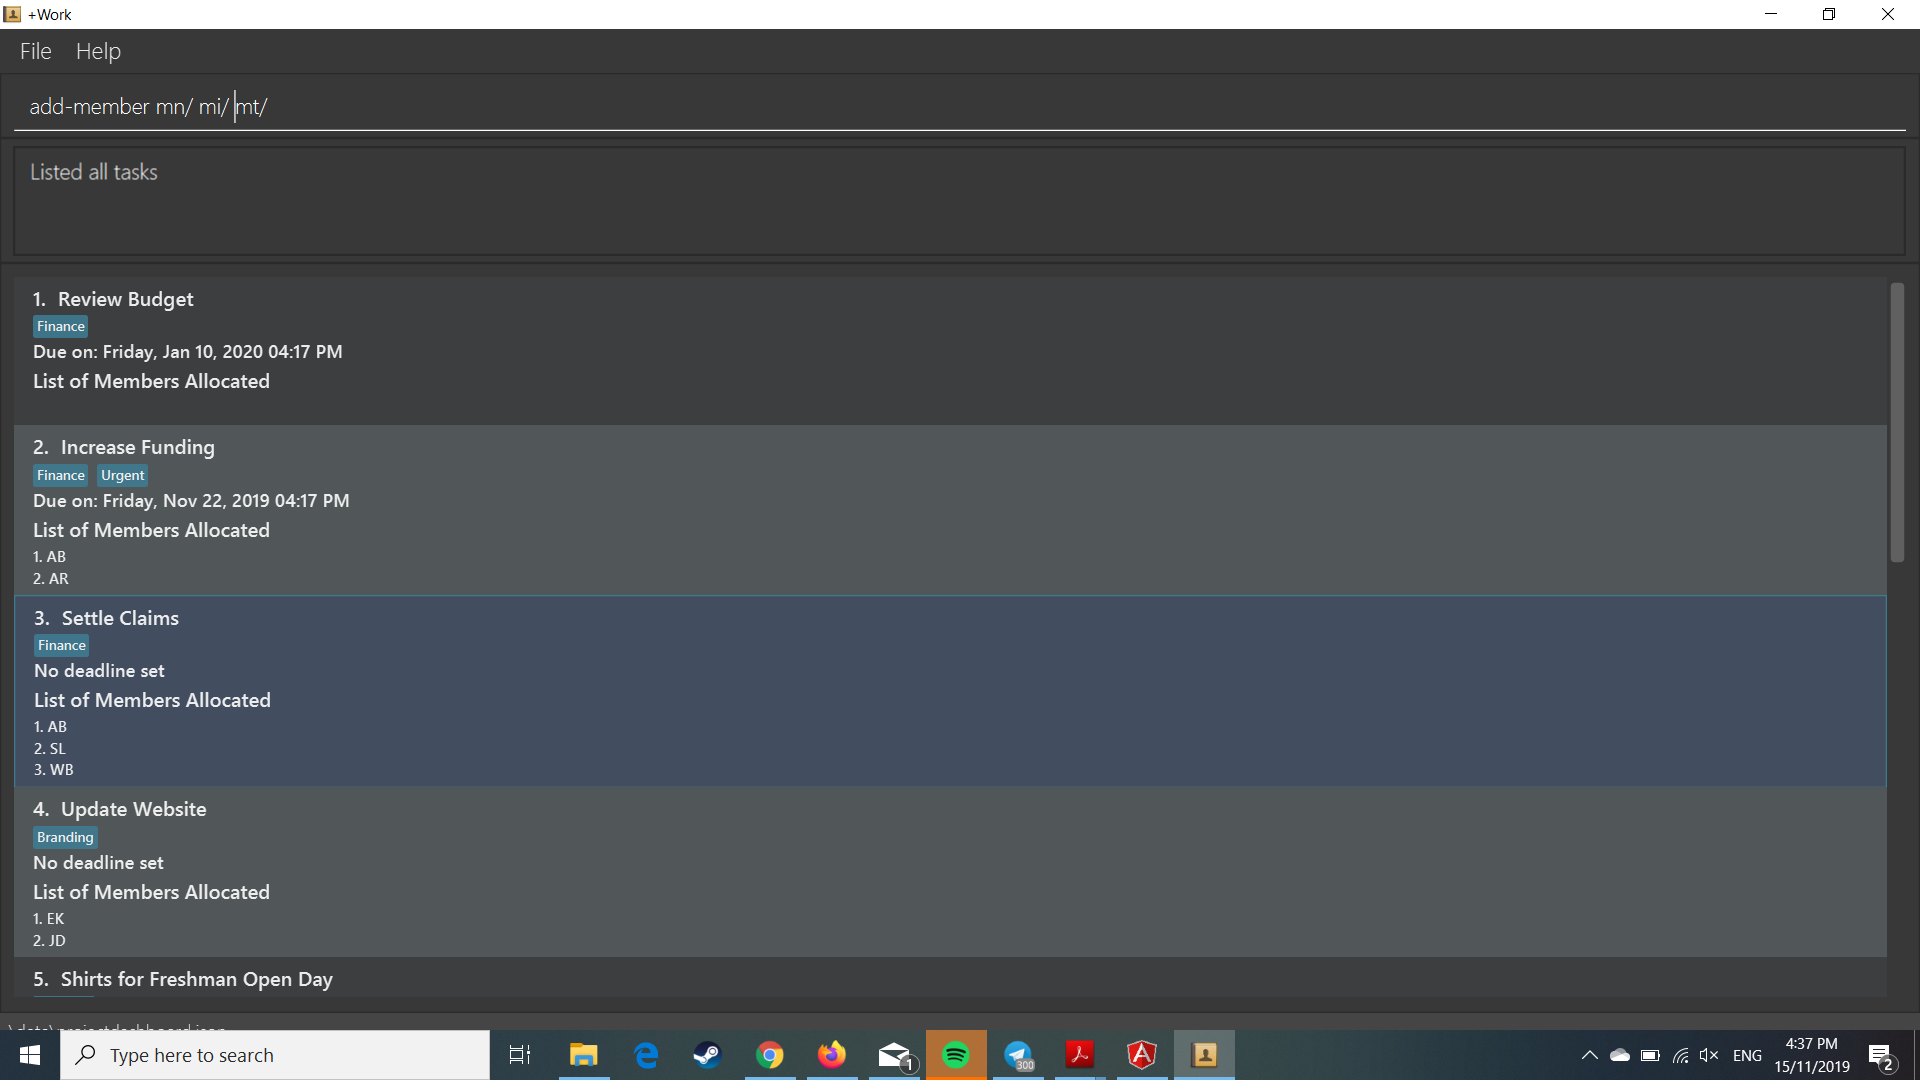 +Work
File Help
add-member mn/ mi/ mt/
Listed all tasks
1. Review Budget
Finance
Due on: Friday, Jan 10, 2020 04:17 PM
List of Members Allocated
2. Increase Funding
Finance Urgent
Due on: Friday, Nov 22, 2019 04:17 PM
List of Members Allocated
1. AB
2. AR
3. Settle Claims
Finance
No deadline set
List of Members Allocated
1. AB
2. SL
3. WB
4. Update Website
Branding
No deadline set
List of Members Allocated
1. EK
2. JD
5. Shirts for Freshman Open Day
Type here to search
1
300
ENG
4:37 PM
15/11/2019
2